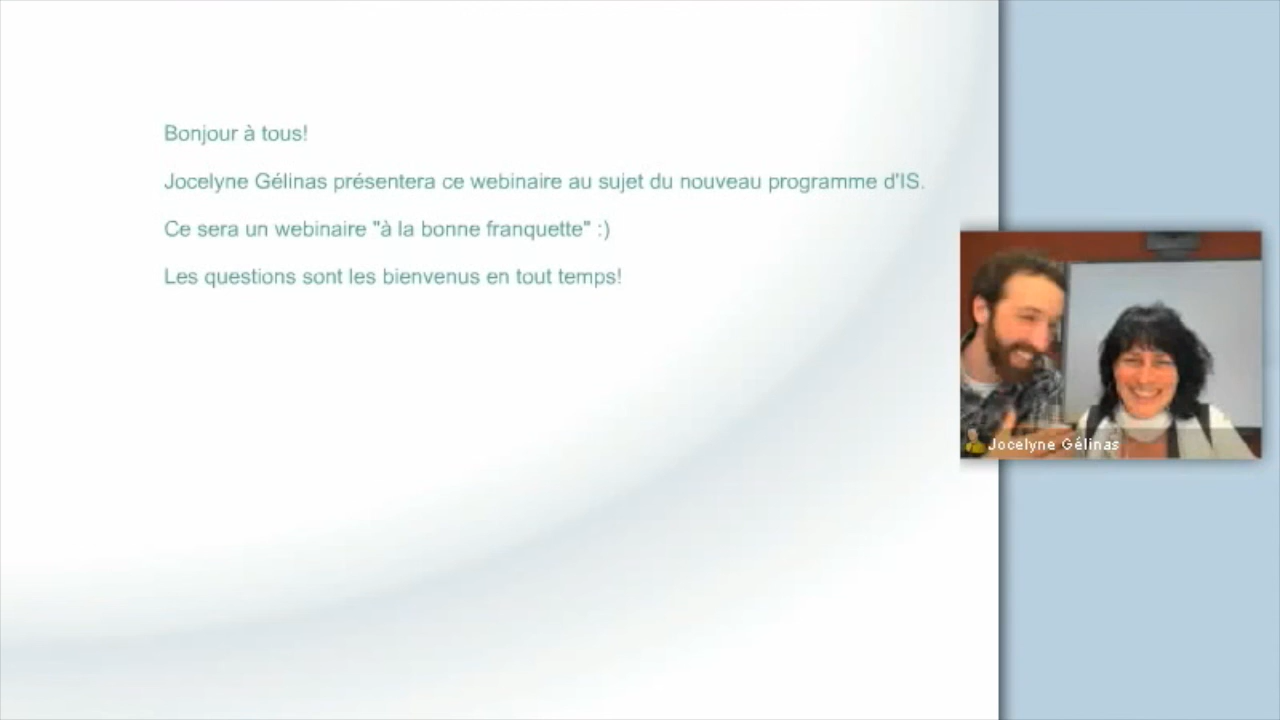 Bonjour à tous!
Jocelyne Gélinas présentera ce webinaire au sujet du nouveau programme d'IS.
Ce sera un webinaire "à la bonne franquette" :)
Les questions sont les bienvenus en tout temps!
Jocelyne Gélinas